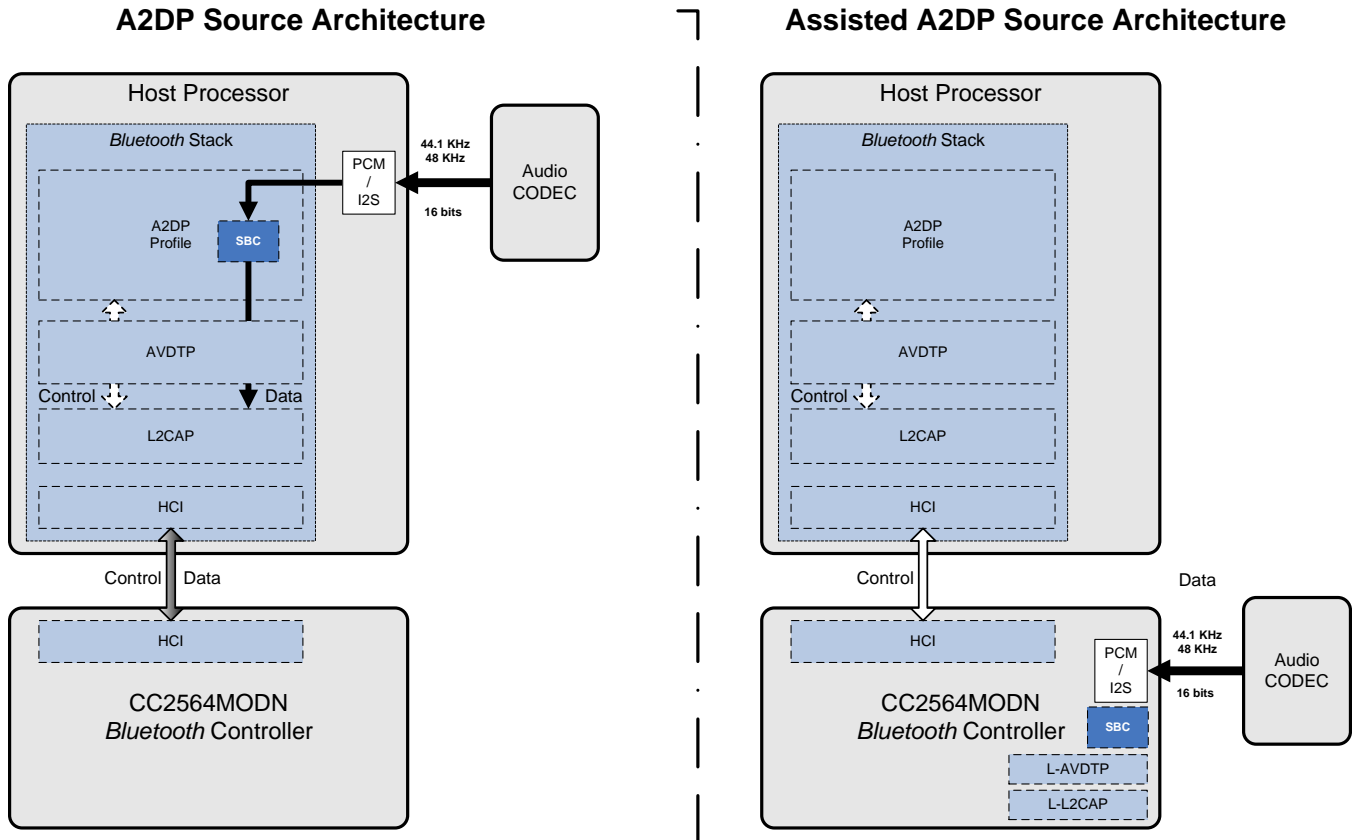 A2DP Source Architecture
Host Processor
Bluetooth Stack
A2DP
Profile
SBC
PCM
/
I2S
44.1 KHz
48 KHz
16 bits
Audio
CODEC
AVDTP
Control
Data
L2CAP
HCI
Control
Data
HCI
CC2564MODN
Bluetooth Controller
Assisted A2DP Source Architecture
Host Processor
Bluetooth Stack
A2DP
Profile
AVDTP
Control
L2CAP
HCI
Control
Data
HCI
CC2564MODN
Bluetooth Controller
PCM
/
I2S
44.1 KHz
48 KHz
16 bits
Audio
CODEC
SBC
L-AVDTP
L-L2CAP